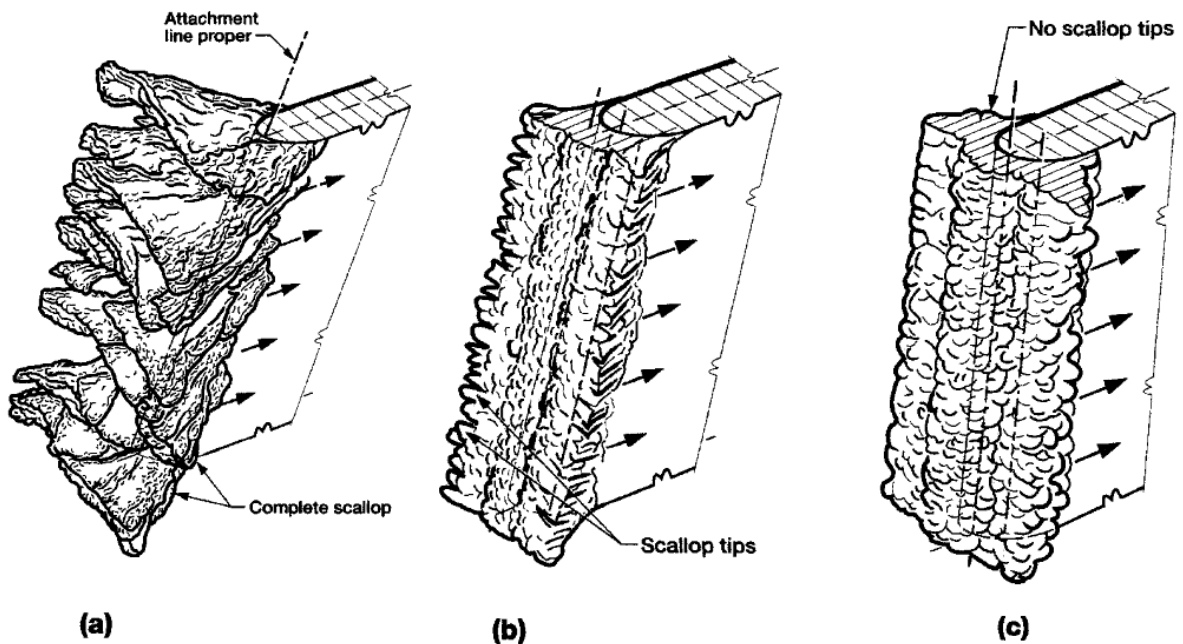 Attachment
line proper
No scallop tips
Complete scallop
Scallop tips
(a)
(b)
(c)